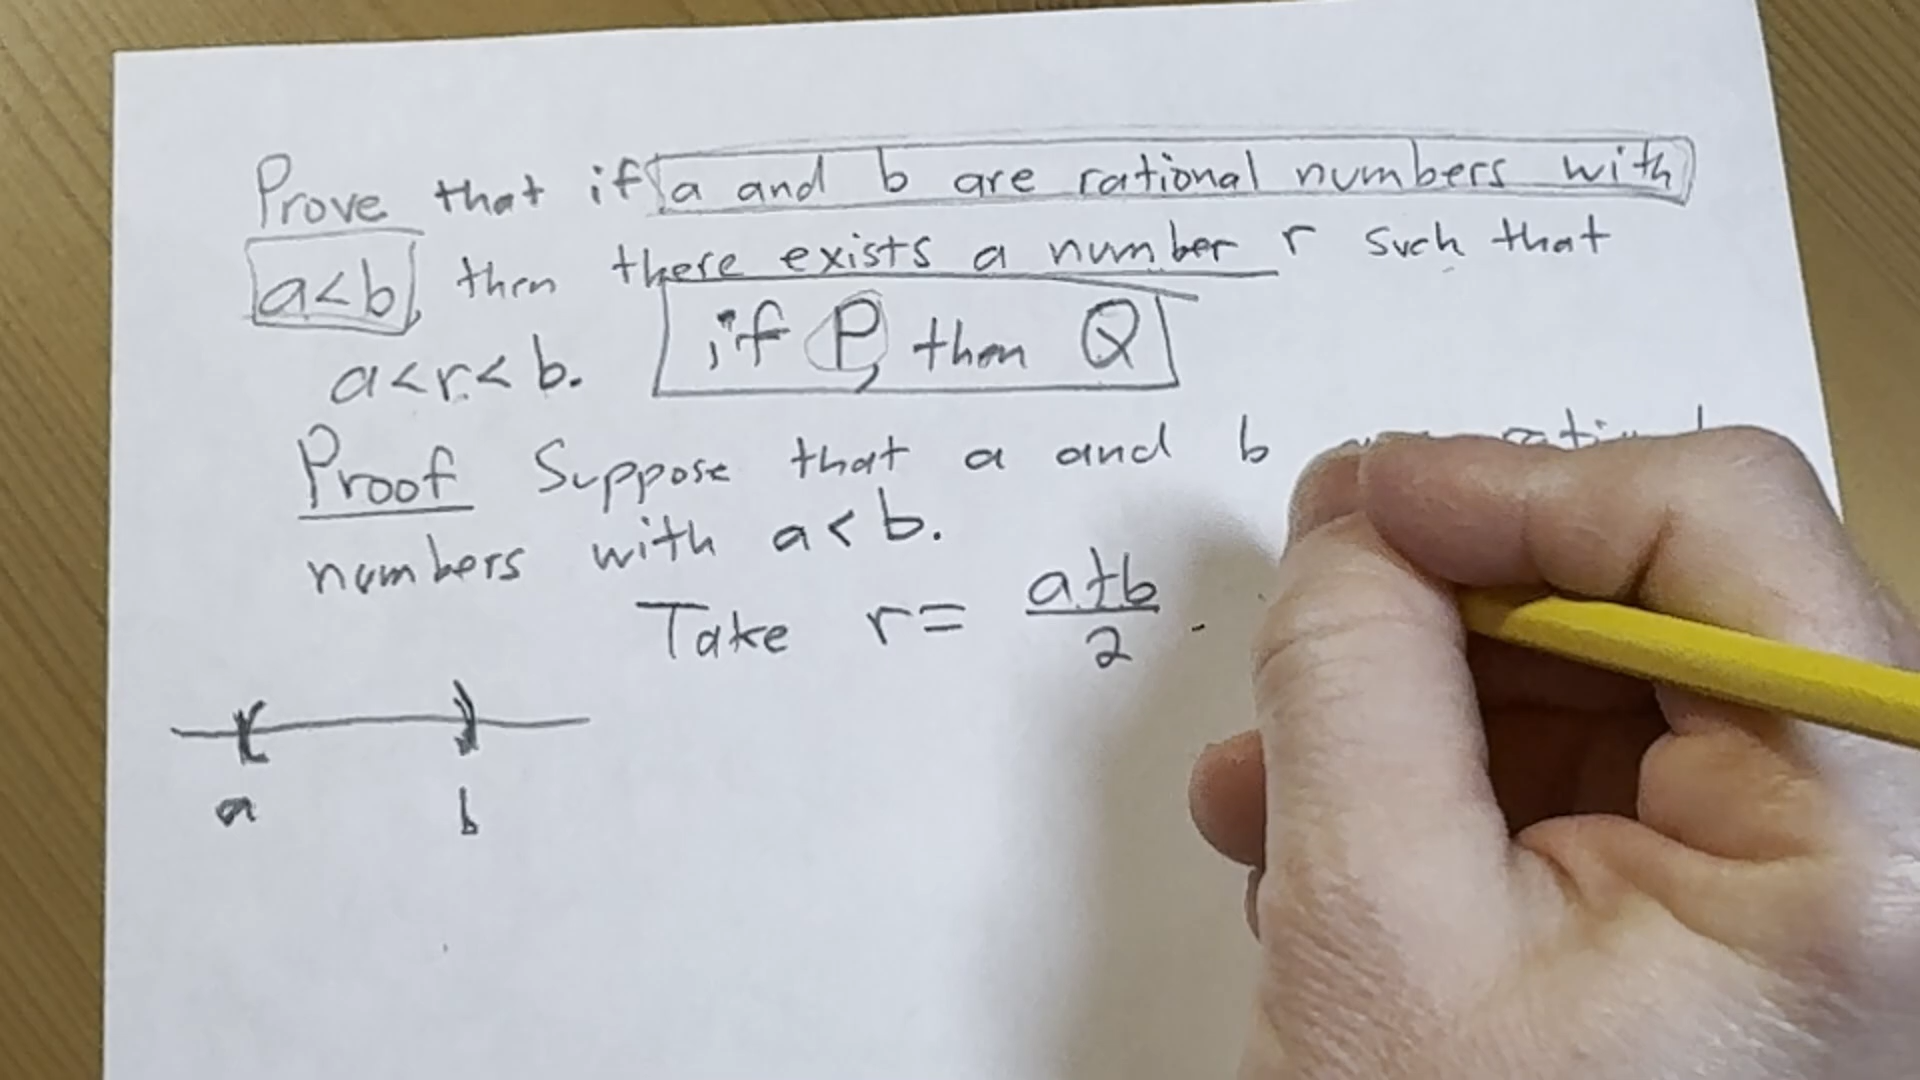 Prove that if a and b are rational numbers with
a<b, then there exists a number r such that
if P, then Q
a<r<b.
Proof Suppose that a and b
numbers with a<b.
Take r = a+b/2.
a b